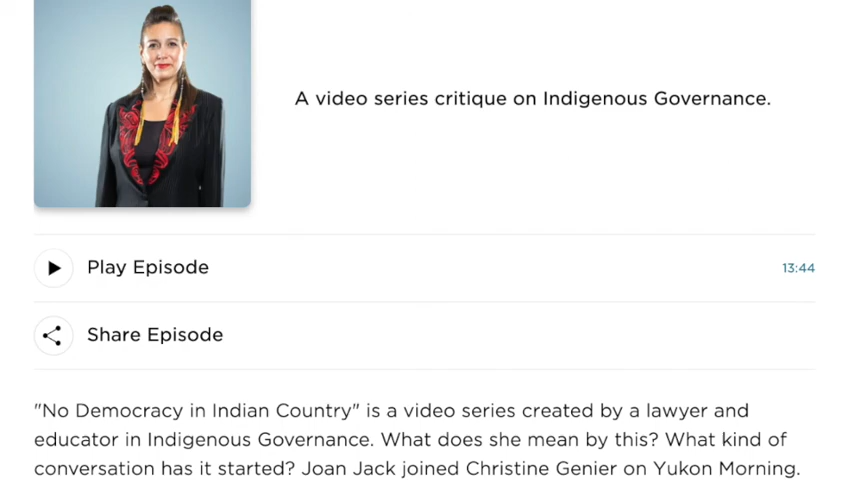 A video series critique on Indigenous Governance.
Play Episode
13:44
Share Episode
"No Democracy in Indian Country" is a video series created by a lawyer and
educator in Indigenous Governance. What does she mean by this? What kind of
conversation has it started? Joan Jack joined Christine Genier on Yukon Morning.